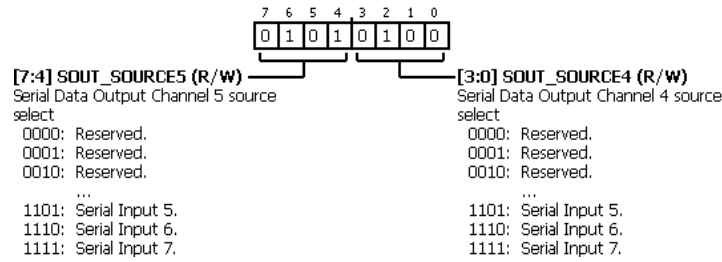 7 6 5 4 3 2 1 0
0 1 0 1 0 1 0 0
[7:4] SOUT_SOURCE5 (R/W)
Serial Data Output Channel 5 source
select
0000: Reserved.
0001: Reserved.
0010: Reserved.
...
1101: Serial Input 5.
1110: Serial Input 6.
1111: Serial Input 7.
[3:0] SOUT_SOURCE4 (R/W)
Serial Data Output Channel 4 source
select
0000: Reserved.
0001: Reserved.
0010: Reserved.
...
1101: Serial Input 5.
1110: Serial Input 6.
1111: Serial Input 7.